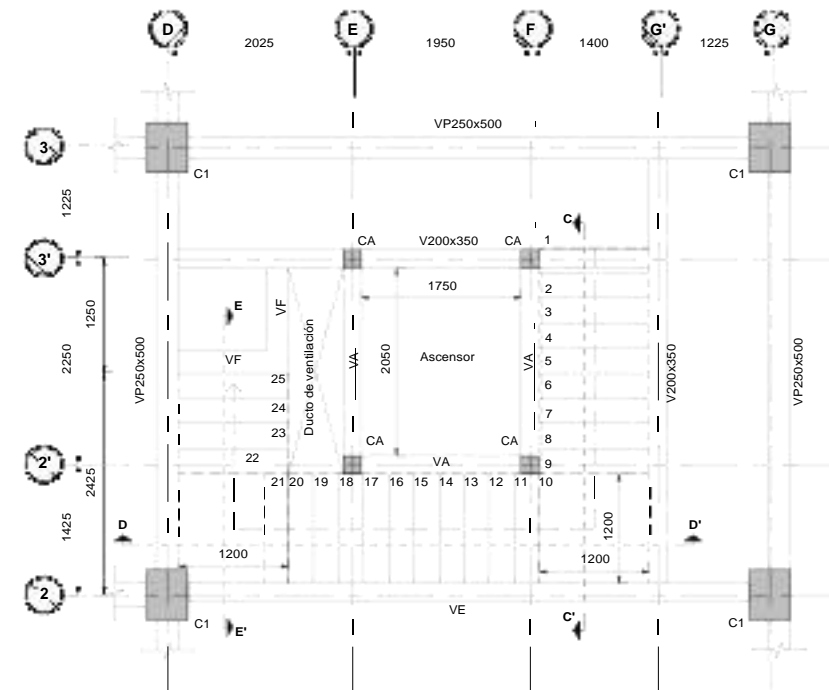 D E F G' G
2025 1950 1400 1225
VP250x500
3
C1 C1
1225
C
CA V200x350 CA 1
3'
1750
2
E VF
3
1250
Ducto de ventilación
4
VF VA 2050 Ascensor VA 5
2250 VP250x500 V200x350 VP250x500
25 6
24 7
23 8
CA CA
22 VA 9
2'
2425
21 20 19 18 17 16 15 14 13 12 11 10
1425
D 1200 D'
1200 1200
2
VE
C1 E' C' C1